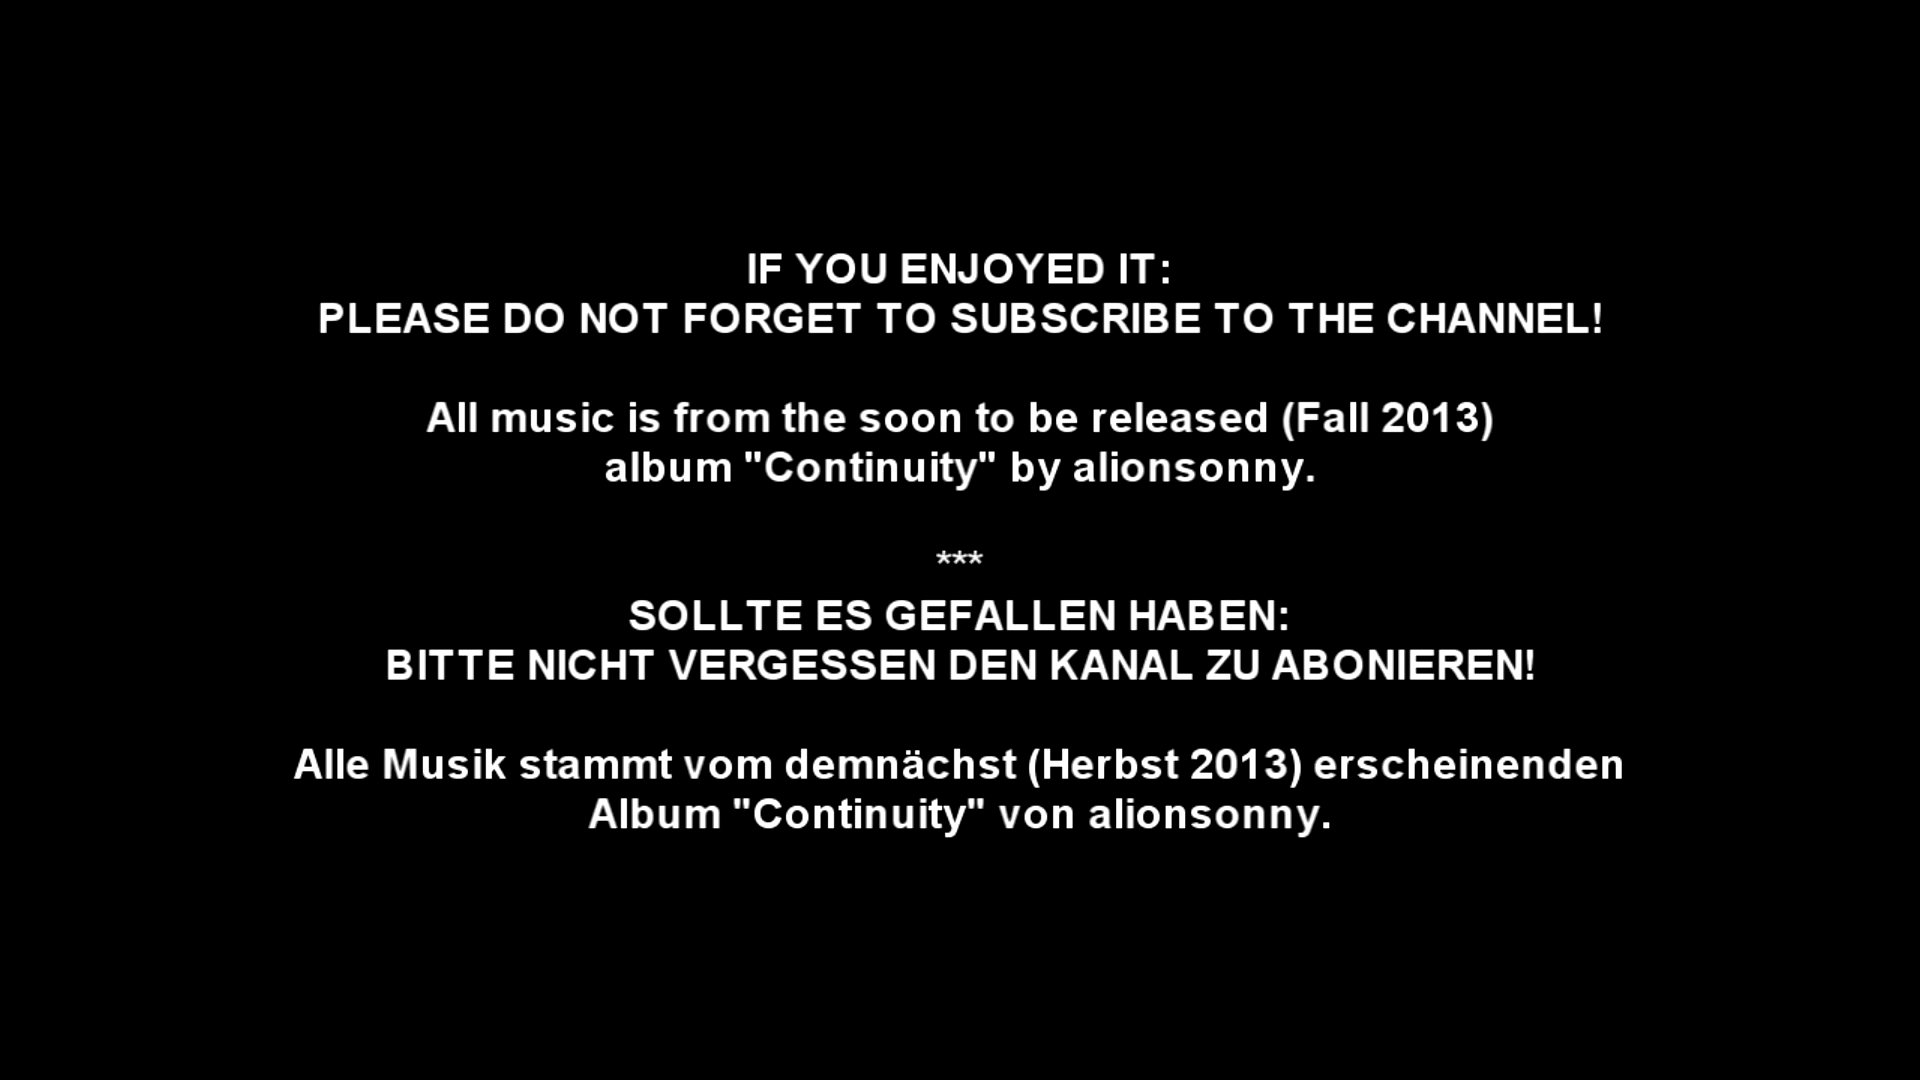 IF YOU ENJOYED IT:
PLEASE DO NOT FORGET TO SUBSCRIBE TO THE CHANNEL!
All music is from the soon to be released (Fall 2013)
album "Continuity" by alionsonny.
***
SOLLTE ES GEFALLEN HABEN:
BITTE NICHT VERGESSEN DEN KANAL ZU ABONIEREN!
Alle Musik stammt vom demnächst (Herbst 2013) erscheinenden
Album "Continuity" von alionsonny.